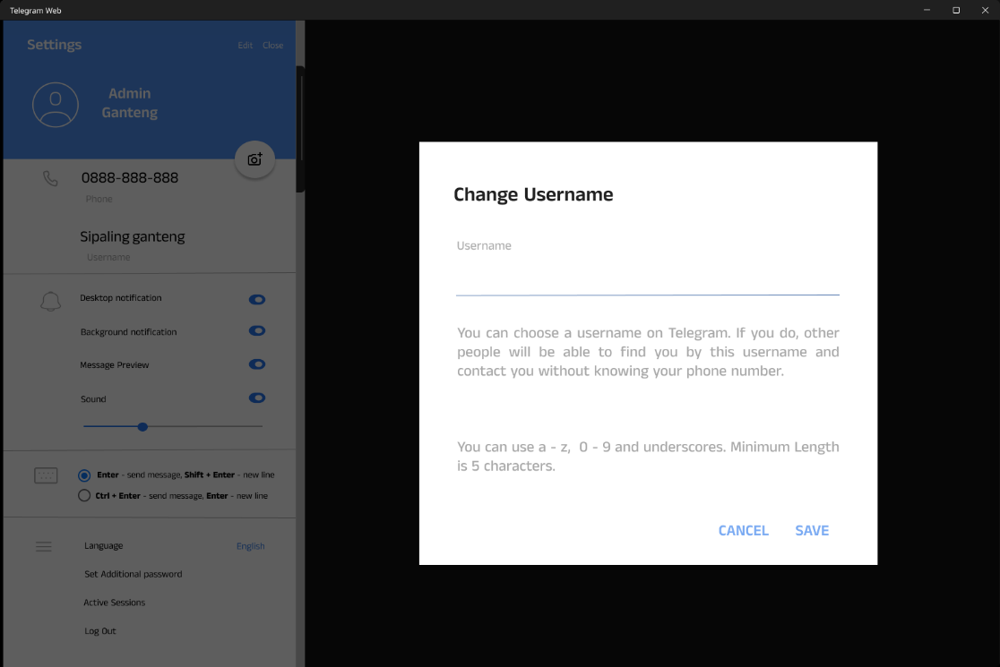 Telegram Web
Settings
Edit Close
Admin
Ganteng
0888-888-888
Phone
Sipaling ganteng
Username
Desktop notification
Background notification
Message Preview
Sound
Enter - send message, Shift + Enter - new line
Ctrl + Enter - send message, Enter - new line
Language English
Set Additional password
Active Sessions
Log Out
Change Username
Username
You can choose a username on Telegram. If you do, other
people will be able to find you by this username and
contact you without knowing your phone number.
You can use a - z, 0 - 9 and underscores. Minimum Length
is 5 characters.
CANCEL SAVE